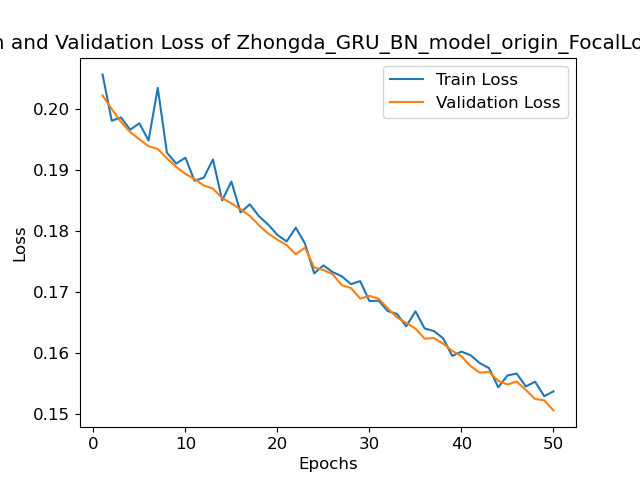 and Validation Loss of Zhongda_GRU_BN_model_origin_FocalLo
Train Loss
Validation Loss
0.20
0.19
0.18
0.17
0.16
0.15
Loss
0 10 20 30 40 50
Epochs